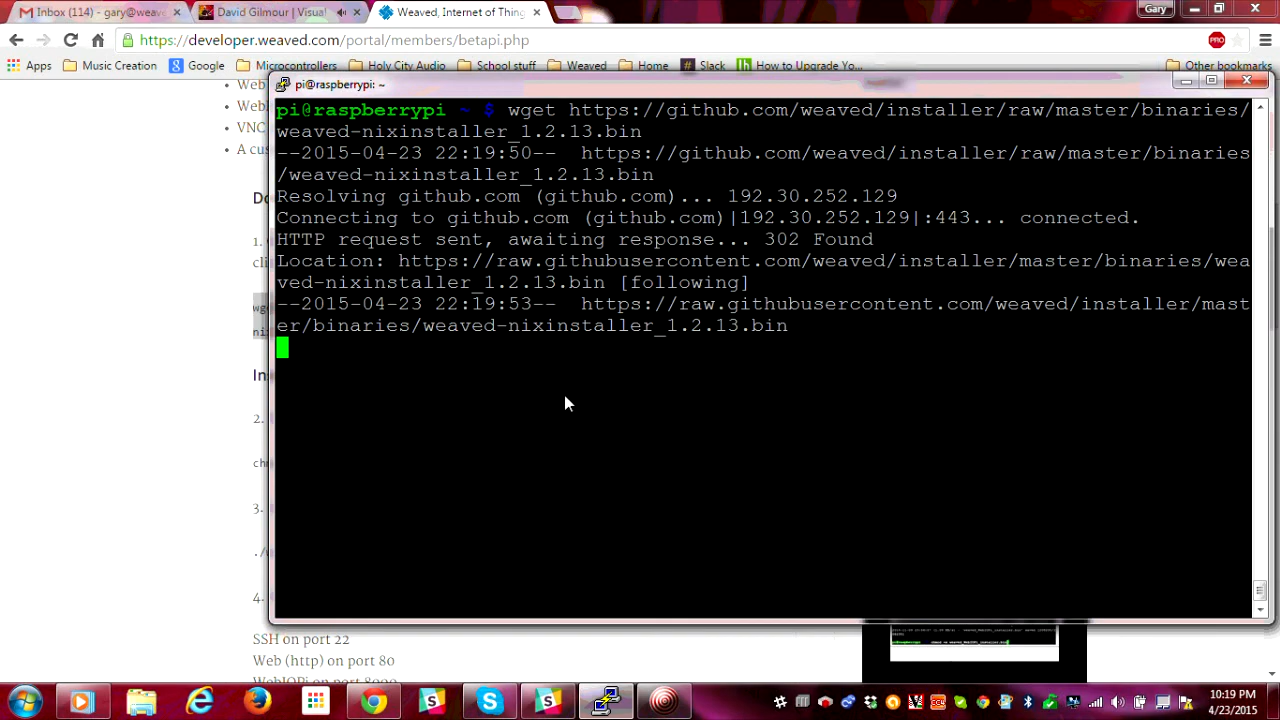 Inbox (114) - gary@weave
David Gilmour | Visua
Weaved, Internet of Thing
Gary
https://developer.weaved.com/portal/members/betapi.php
PRO
Apps
Music Creation
Google
Microcontrollers
Holy City Audio
School stuff
Weaved
Home
Slack
How to Upgrade Yo...
Other bookmarks
pi@raspberrypi: ~
pi@raspberrypi ~ $ wget https://github.com/weaved/installer/raw/master/binaries/
weaved-nixinstaller_1.2.13.bin
--2015-04-23 22:19:50-- https://github.com/weaved/installer/raw/master/binaries
/weaved-nixinstaller_1.2.13.bin
Resolving github.com (github.com)... 192.30.252.129
Connecting to github.com (github.com)|192.30.252.129|:443... connected.
HTTP request sent, awaiting response... 302 Found
Location: https://raw.githubusercontent.com/weaved/installer/master/binaries/wea
ved-nixinstaller_1.2.13.bin [following]
--2015-04-23 22:19:53-- https://raw.githubusercontent.com/weaved/installer/mast
er/binaries/weaved-nixinstaller_1.2.13.bin
Web
Web
VNC
A cus
Do
1.
cli
wge
nix
Ins
2.
chm
3.
./w
4.
SSH on port 22
Web (http) on port 80
WebIOPi on port 8000
10:19 PM
4/23/2015